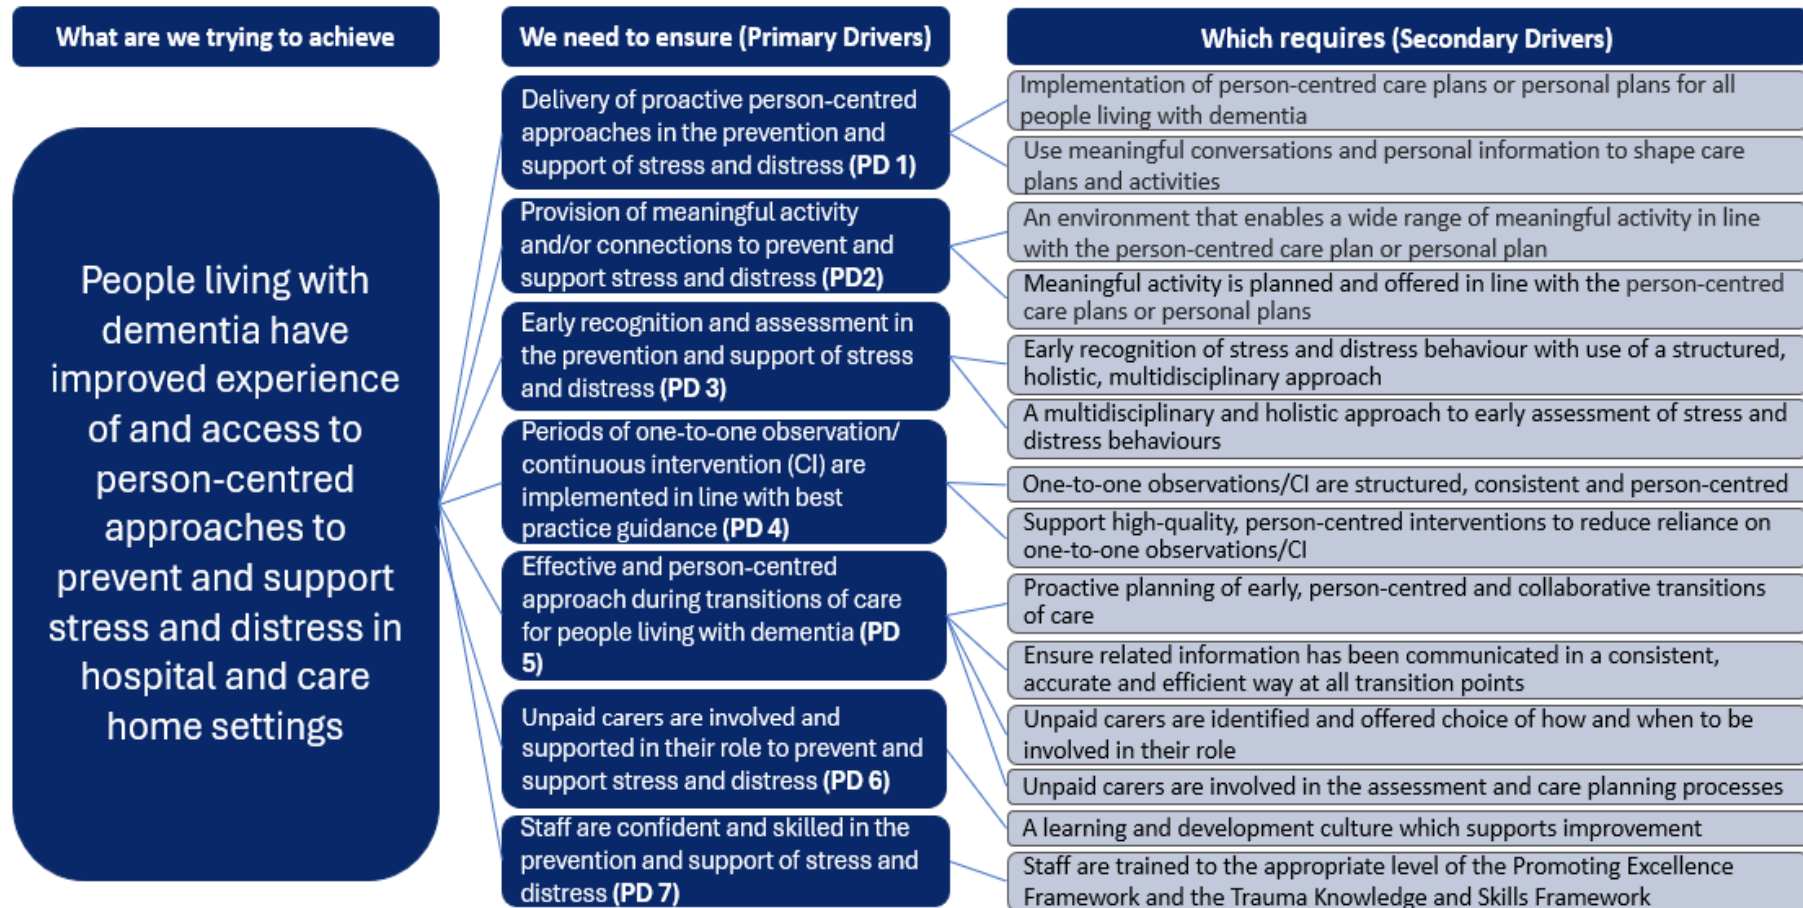 What are we trying to achieve
We need to ensure (Primary Drivers)
Which requires (Secondary Drivers)
People living with
dementia have
improved experience
of and access to
person-centred
approaches to
prevent and support
stress and distress in
hospital and care
home settings
Delivery of proactive person-centred
approaches in the prevention and
support of stress and distress (PD 1)
Provision of meaningful activity
and/or connections to prevent and
support stress and distress (PD2)
Early recognition and assessment in
the prevention and support of stress
and distress (PD 3)
Periods of one-to-one observation/
continuous intervention (CI) are
implemented in line with best
practice guidance (PD 4)
Effective and person-centred
approach during transitions of care
for people living with dementia (PD
5)
Unpaid carers are involved and
supported in their role to prevent and
support stress and distress (PD 6)
Staff are confident and skilled in the
prevention and support of stress and
distress (PD 7)
Implementation of person-centred care plans or personal plans for all
people living with dementia
Use meaningful conversations and personal information to shape care
plans and activities
An environment that enables a wide range of meaningful activity in line
with the person-centred care plan or personal plan
Meaningful activity is planned and offered in line with the person-centred
care plans or personal plans
Early recognition of stress and distress behaviour with use of a structured,
holistic, multidisciplinary approach
A multidisciplinary and holistic approach to early assessment of stress and
distress behaviours
One-to-one observations/CI are structured, consistent and person-centred
Support high-quality, person-centred interventions to reduce reliance on
one-to-one observations/CI
Proactive planning of early, person-centred and collaborative transitions
of care
Ensure related information has been communicated in a consistent,
accurate and efficient way at all transition points
Unpaid carers are identified and offered choice of how and when to be
involved in their role
Unpaid carers are involved in the assessment and care planning processes
A learning and development culture which supports improvement
Staff are trained to the appropriate level of the Promoting Excellence
Framework and the Trauma Knowledge and Skills Framework